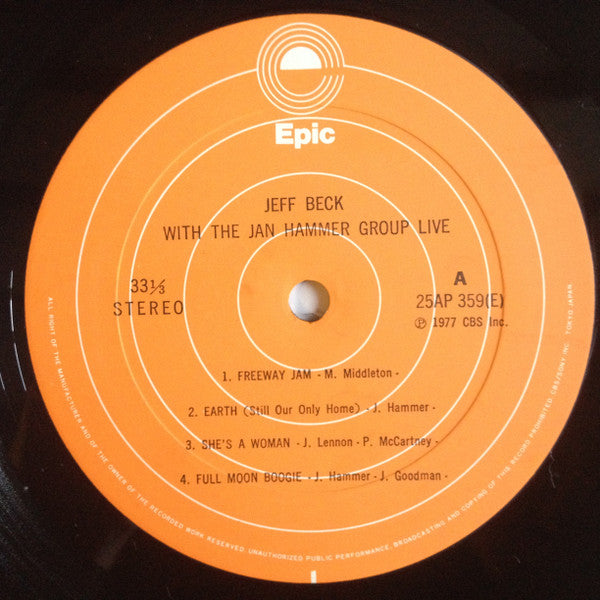 Epic
JEFF BECK
WITH THE JAN HAMMER GROUP LIVE
33⅓
STEREO
A
25AP 359(E)
℗ 1977 CBS Inc.
1. FREEWAY JAM - M. Middleton -
2. EARTH (Still Our Only Home) - J. Hammer -
3. SHE'S A WOMAN - J. Lennon - P. McCartney -
4. FULL MOON BOOGIE - J. Hammer - J. Goodman -
ALL RIGHT OF THE MANUFACTURER AND OF THE OWNER OF THE RECORDED WORK RESERVED. UNAUTHORIZED PUBLIC PERFORMANCE, BROADCASTING AND COPYING OF THIS RECORD PROHIBITED. CBS/SONY INC. TOKYO JAPAN